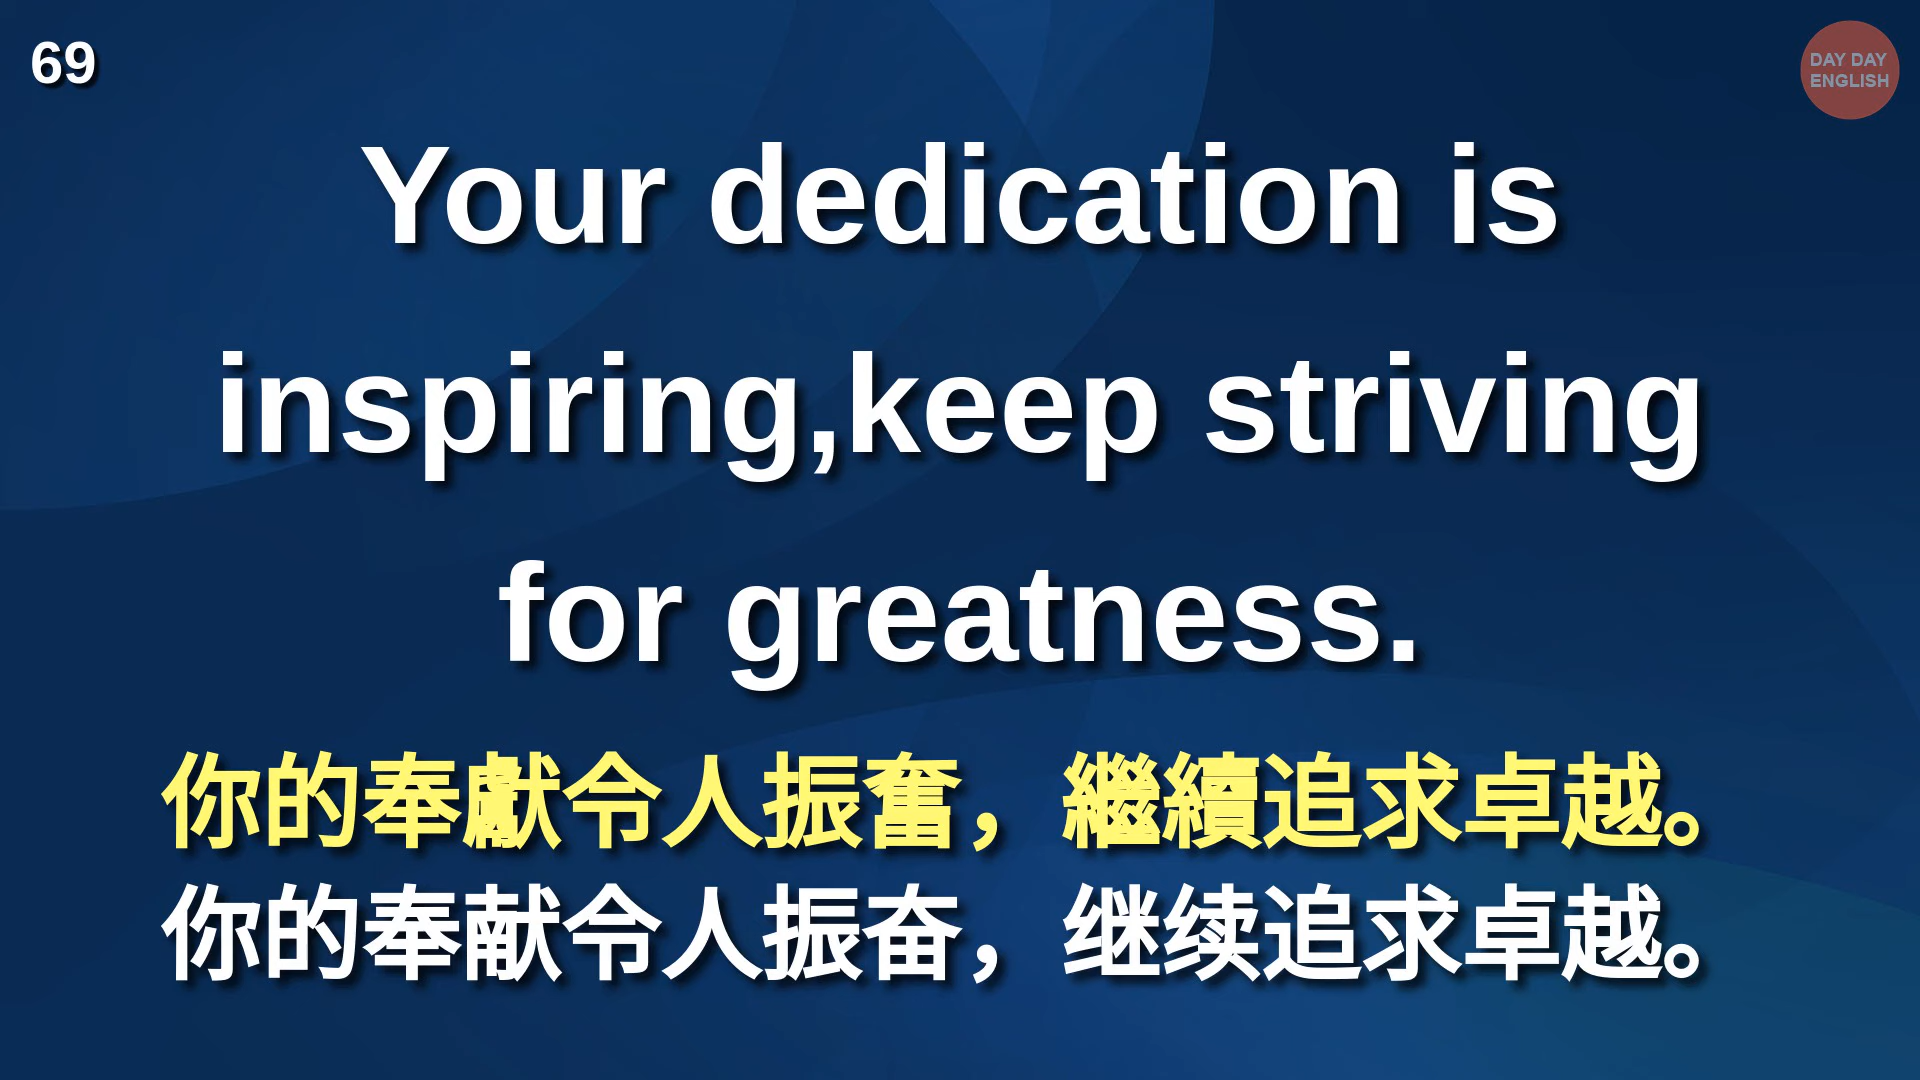 69
DAY DAY
ENGLISH
Your dedication is
inspiring,keep striving
for greatness.
你的奉獻令人振奮，繼續追求卓越。
你的奉献令人振奋，继续追求卓越。